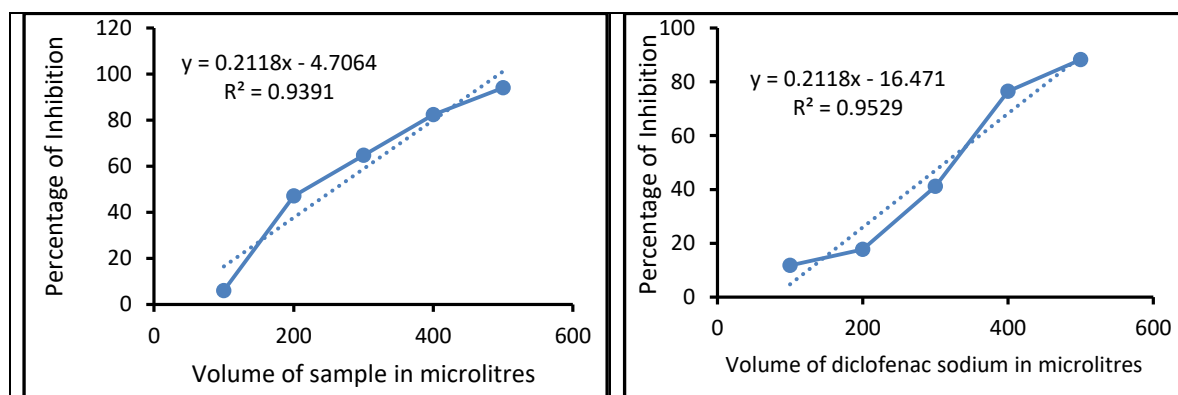 Percentage of Inhibition
120
100
80
60
40
20
0
y = 0.2118x - 4.7064
R² = 0.9391
0 200 400 600
Volume of sample in microlitres
Percentage of Inhibition
100
80
60
40
20
0
y = 0.2118x - 16.471
R² = 0.9529
0 200 400 600
Volume of diclofenac sodium in microlitres